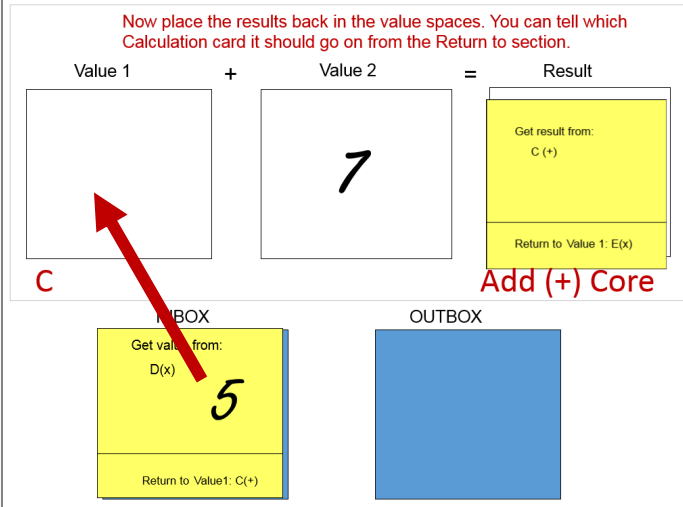 Now place the results back in the value spaces. You can tell which
Calculation card it should go on from the Return to section.
Value 1 + Value 2 = Result
7
Get result from:
C (+)
Return to Value 1: E(x)
C
Add (+) Core
OUTBOX
Get value from:
D(x)
5
Return to Value1: C(+)